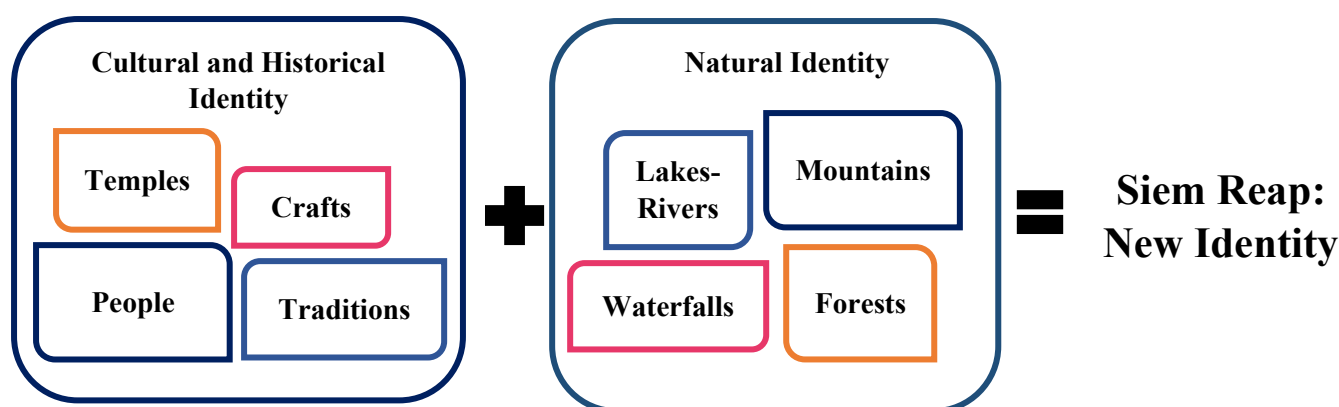 Cultural and Historical
Identity
Temples
Crafts
People
Traditions
Natural Identity
Lakes-
Rivers
Mountains
Waterfalls
Forests
Siem Reap:
New Identity